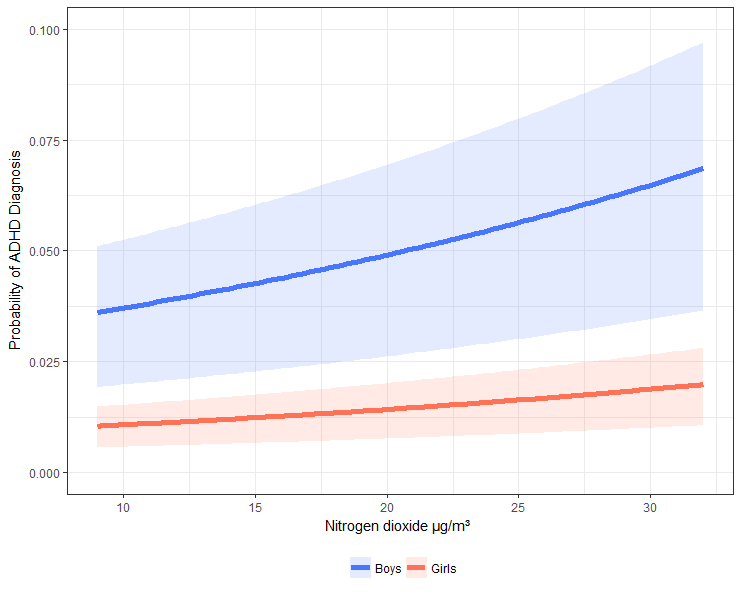 Probability of ADHD Diagnosis
0.100
0.075
0.050
0.025
0.000
10 15 20 25 30
Nitrogen dioxide µg/m³
Boys Girls